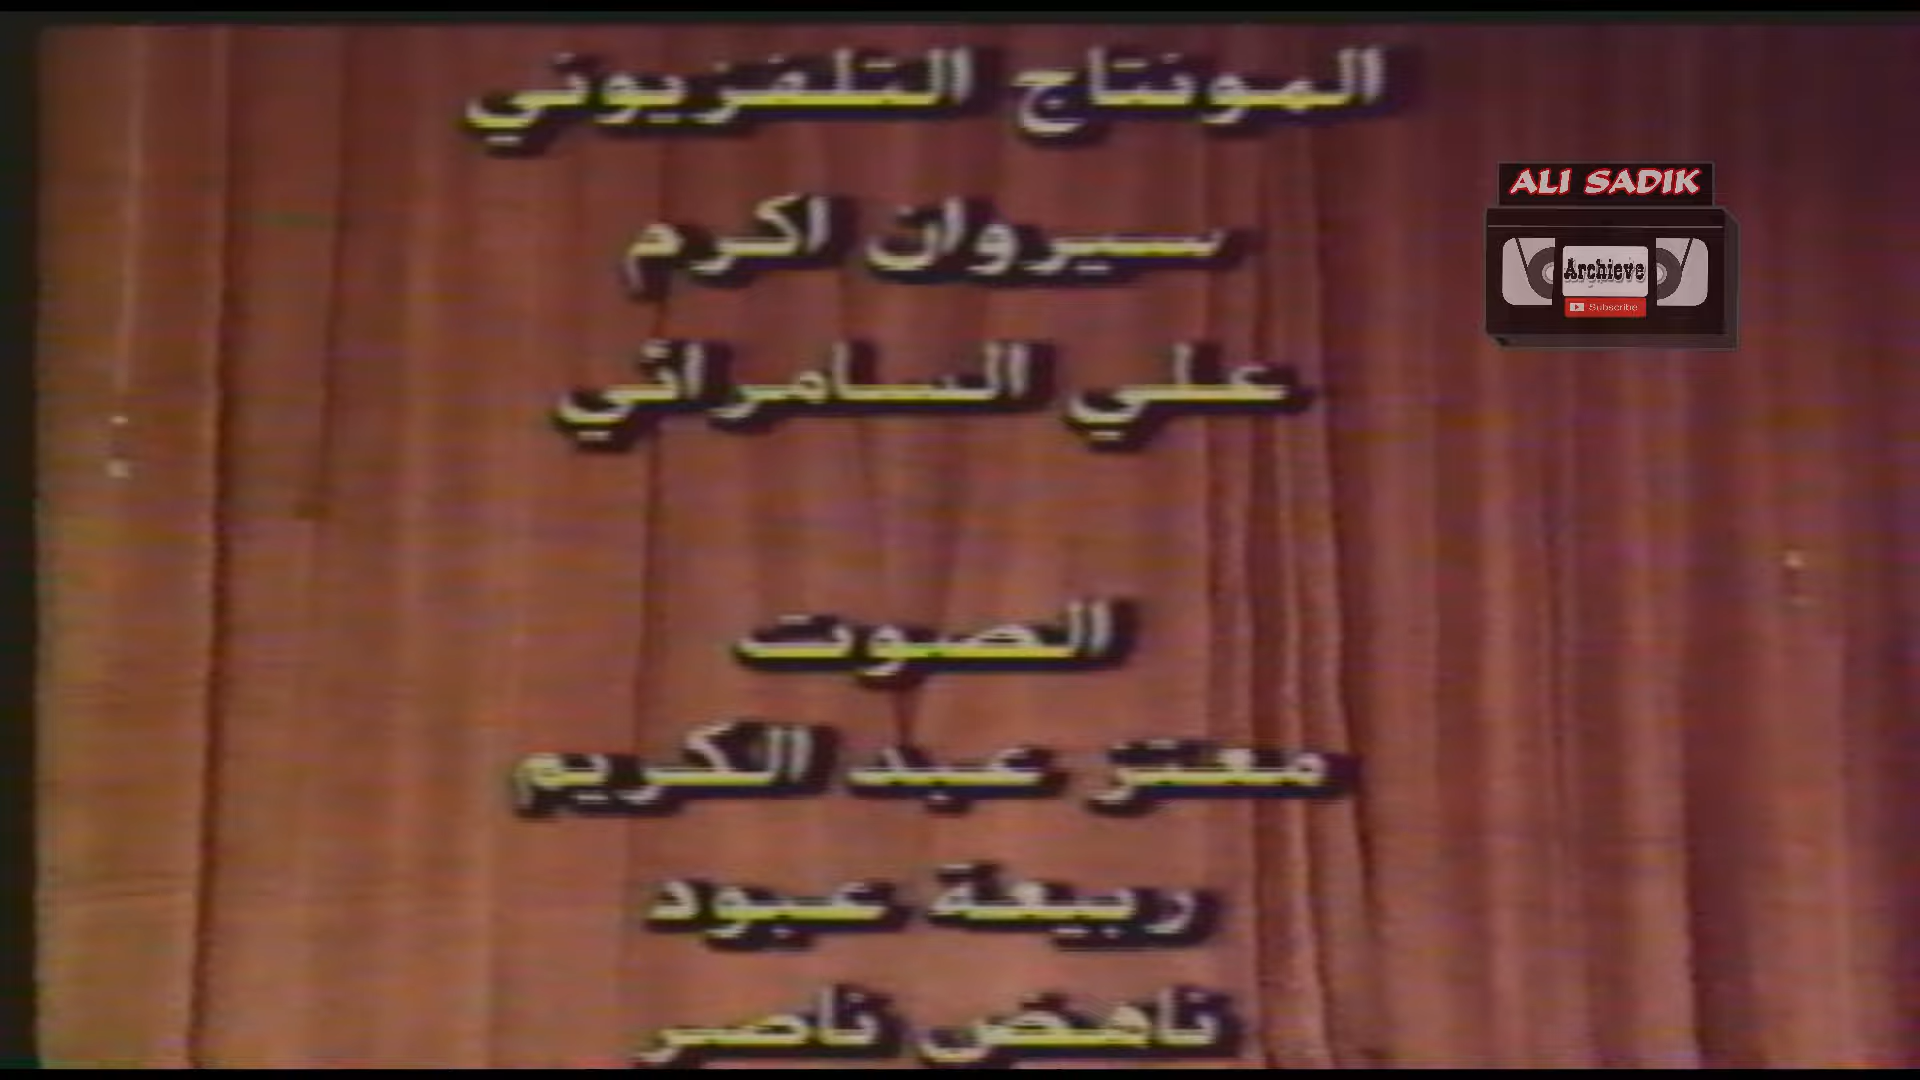 المونتاج التلفزيوني
سيروان اكرم
ALI SADIK
Archieve
Subscribe
علي السامرائي
الصوت
معتز عبد الكريم
ربيعة عبود
ناهض ناصر